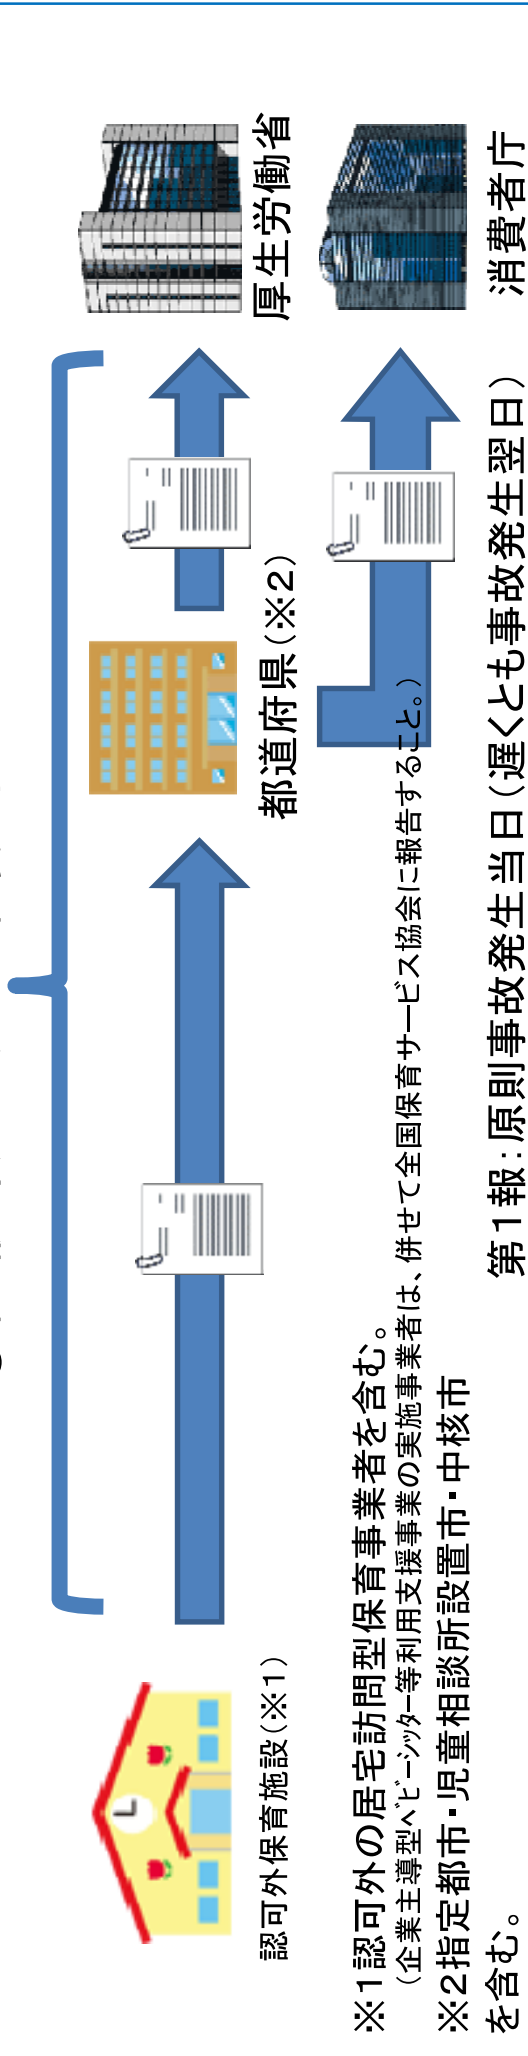 厚生労働省
消費者庁
都道府県(※2)
認可外保育施設(※1)
※1認可外の居宅訪問型保育事業者を含む。
(企業主導型ベビーシッター等利用支援事業の実施事業者は、併せて全国保育サービス協会に報告すること。)
※2指定都市・児童相談所設置市・中核市
を含む。
第1報:原則事故発生当日(遅くとも事故発生翌日)